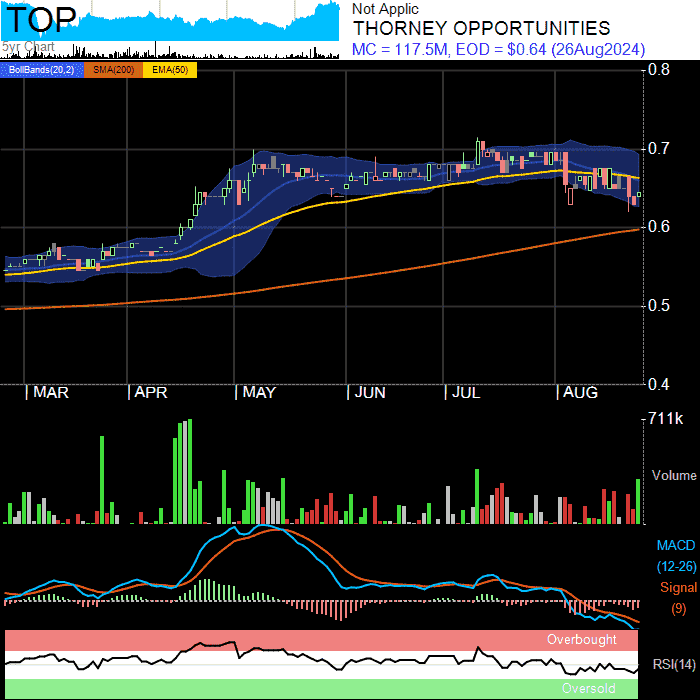 TOP
5yr Chart
Not Applic
THORNEY OPPORTUNITIES
MC = 117.5M, EOD = $0.64 (26Aug2024)
BollBands(20,2) SMA(200) EMA(50)
0.8
0.7
0.6
0.5
0.4
MAR APR MAY JUN JUL AUG
711k
Volume
MACD
(12-26)
Signal
(9)
Overbought
RSI(14)
Oversold